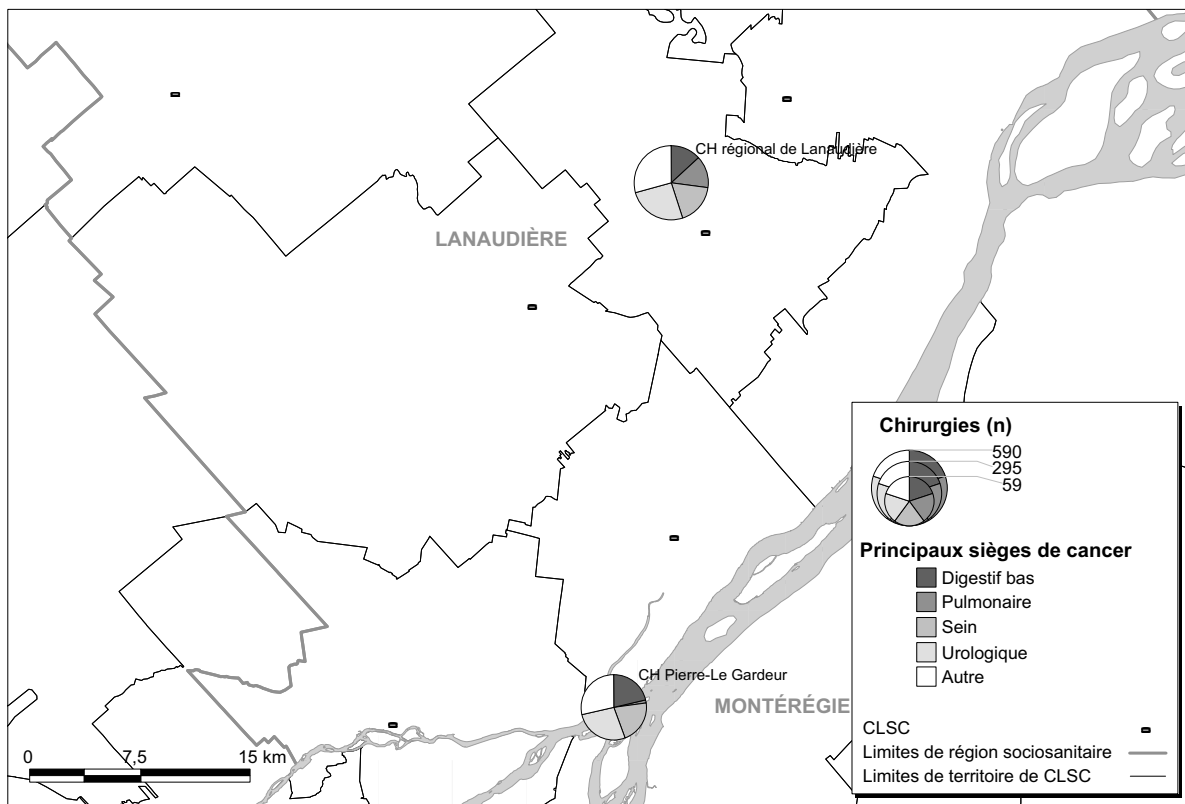 CH régional de Lanaudière
LANAUDIÈRE
Chirurgies (n)
590
295
59
Principaux sièges de cancer
Digestif bas
Pulmonaire
Sein
Urologique
Autre
CH Pierre-Le Gardeur
MONTÉRÉGIE
CLSC
Limites de région sociosanitaire
Limites de territoire de CLSC
0 7,5 15 km